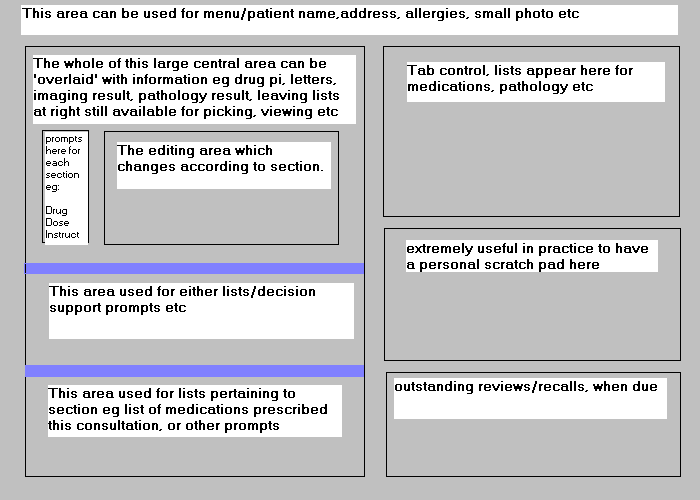 This area can be used for menu/patient name,address, allergies, small photo etc
The whole of this large central area can be
'overlaid' with information eg drug pi, letters,
imaging result, pathology result, leaving lists
at right still available for picking, viewing etc
prompts
here for
each
section
eg:
Drug
Dose
Instruct
The editing area which
changes according to section.
This area used for either lists/decision
support prompts etc
This area used for lists pertaining to
section eg list of medications prescribed
this consultation, or other prompts
Tab control, lists appear here for
medications, pathology etc
extremely useful in practice to have
a personal scratch pad here
outstanding reviews/recalls, when due